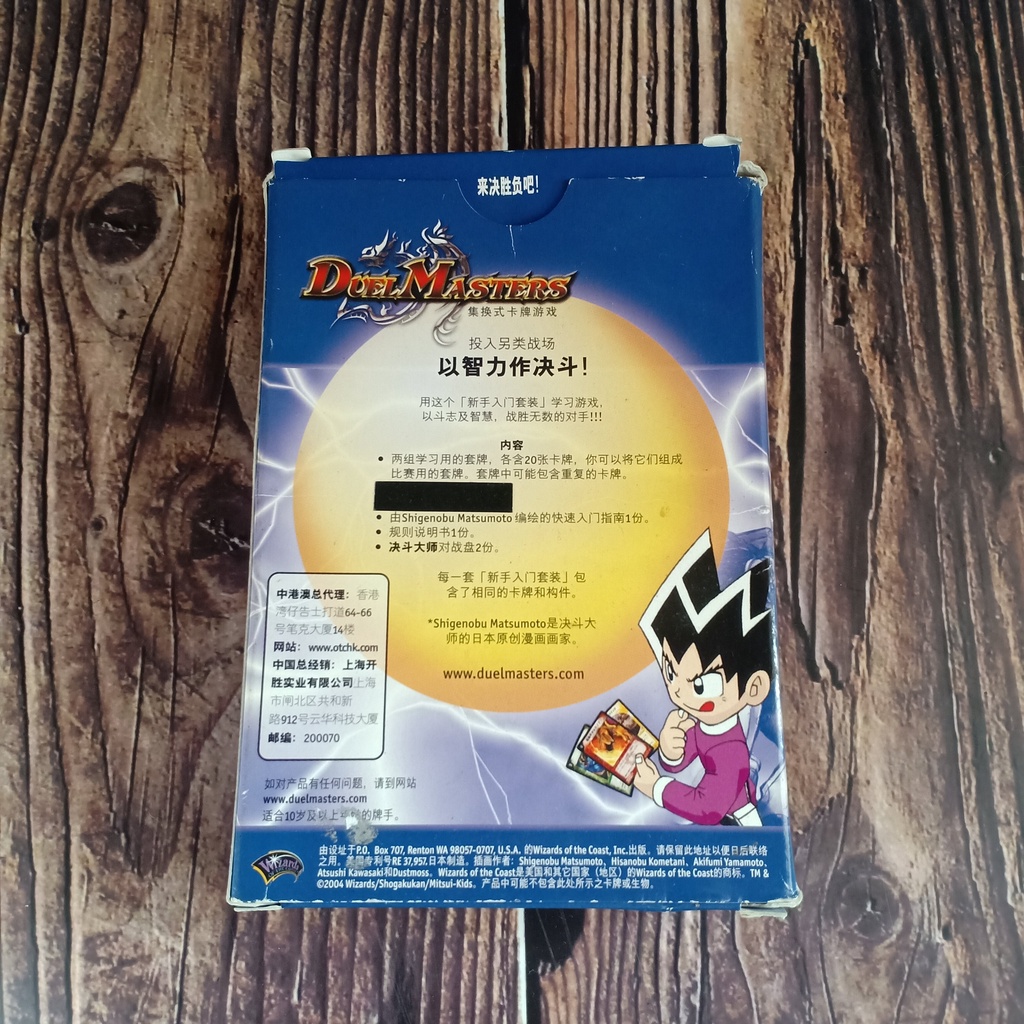 来决胜负吧!
DUEL MASTERS
集换式卡牌游戏
投入另类战场
以智力作决斗!
用这个「新手入门套装」学习游戏,
以斗志及智慧, 战胜无数的对手!!!
内容
• 两组学习用的套牌, 各含20张卡牌, 你可以将它们组成
比赛用的套牌。套牌中可能包含重复的卡牌。
• 由Shigenobu Matsumoto 编绘的快速入门指南1份。
• 规则说明书1份。
• 决斗大师对战盘2份。
每一套「新手入门套装」包
含了相同的卡牌和构件。
*Shigenobu Matsumoto是决斗大
师的日本原创漫画画家。
www.duelmasters.com
中港澳总代理: 香港
湾仔告士打道64-66
号笔克大厦14楼
网站: www.otchk.com
中国总经销: 上海开
胜实业有限公司上海
市闸北区共和新
路912号云华科技大厦
邮编: 200070
如对产品有任何问题, 请到网站
www.duelmasters.com
适合10岁及以上的牌手。
Wizards
由设址于P.O. Box 707, Renton WA 98057-0707, U.S.A. 的Wizards of the Coast, Inc.出版。请保留此地址以便日后联络
之用。美国专利号RE 37,957.日本制造。插画作者: Shigenobu Matsumoto, Hisanobu Kometani, Akifumi Yamamoto,
Atsushi Kawasaki和Dustmoss. Wizards of the Coast是美国和其它国家(地区)的Wizards of the Coast的商标。TM &
©2004 Wizards/Shogakukan/Mitsui-Kids. 产品中可能不包含此处所示之卡牌或生物。